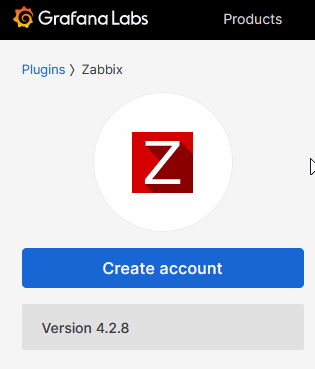 Grafana Labs Products
Plugins 〉 Zabbix
Z
Create account
Version 4.2.8